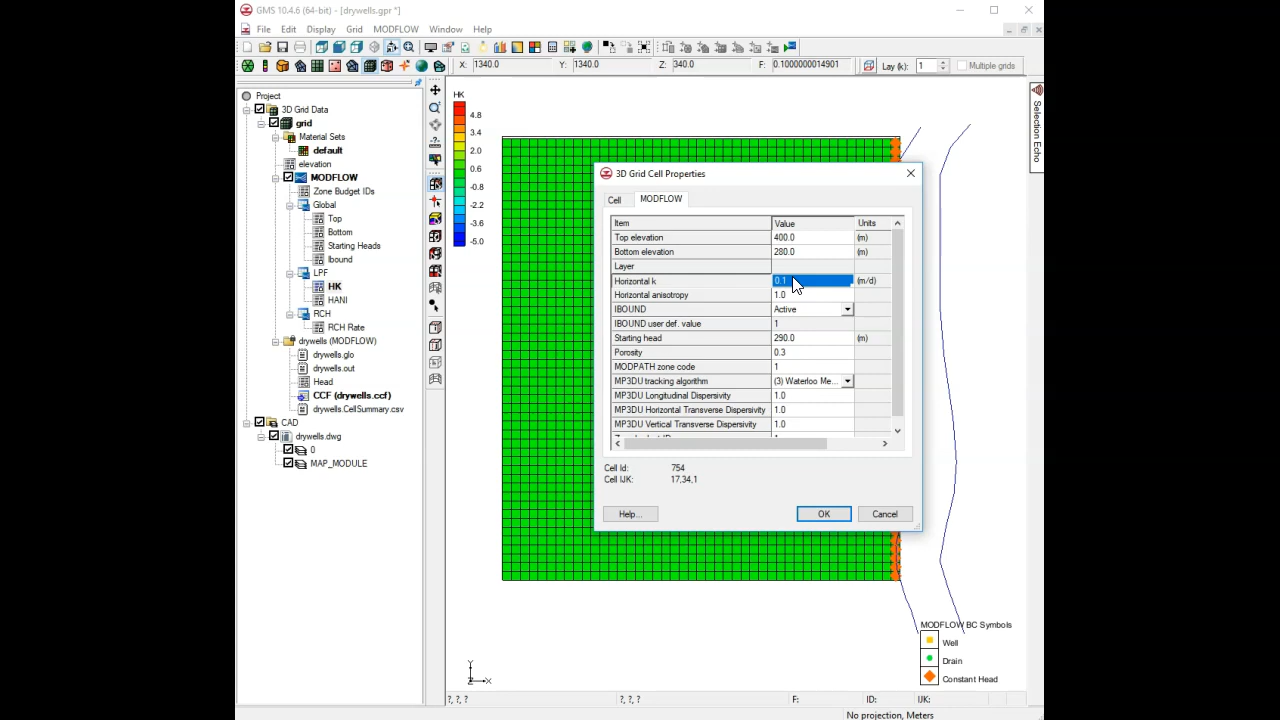 GMS 10.4.6 (64-bit) - [drywells.gpr *]
File Edit Display Grid MODFLOW Window Help
X: 1340.0 Y: 1340.0 Z: 340.0 F: 0.1000000014901 Lay (k): 1 Multiple grids
Project
3D Grid Data
grid
Material Sets
default
elevation
MODFLOW
Zone Budget IDs
Global
Top
Bottom
Starting Heads
Ibound
LPF
HK
HANI
RCH
RCH Rate
drywells (MODFLOW)
drywells.glo
drywells.out
Head
CCF (drywells.ccf)
drywells.CellSummary.csv
CAD
drywells.dwg
0
MAP_MODULE
HK
4.8
3.4
2.0
0.6
-0.8
-2.2
-3.6
-5.0
3D Grid Cell Properties
Cell MODFLOW
Item Value Units
Top elevation 400.0 (m)
Bottom elevation 280.0 (m)
Layer
Horizontal k 0.1 (m/d)
Horizontal anisotropy 1.0
IBOUND Active
IBOUND user def. value 1
Starting head 290.0 (m)
Porosity 0.3
MODPATH zone code 1
MP3DU tracking algorithm (3) Waterloo Me...
MP3DU Longitudinal Dispersivity 1.0
MP3DU Horizontal Transverse Dispersivity 1.0
MP3DU Vertical Transverse Dispersivity 1.0
Cell Id: 754
Cell IJK: 17,34,1
Help... OK Cancel
Selection Echo
MODFLOW BC Symbols
Well
Drain
Constant Head
Y
Z X
?, ?, ? ?, ?, ? F: ID: IJK:
No projection, Meters